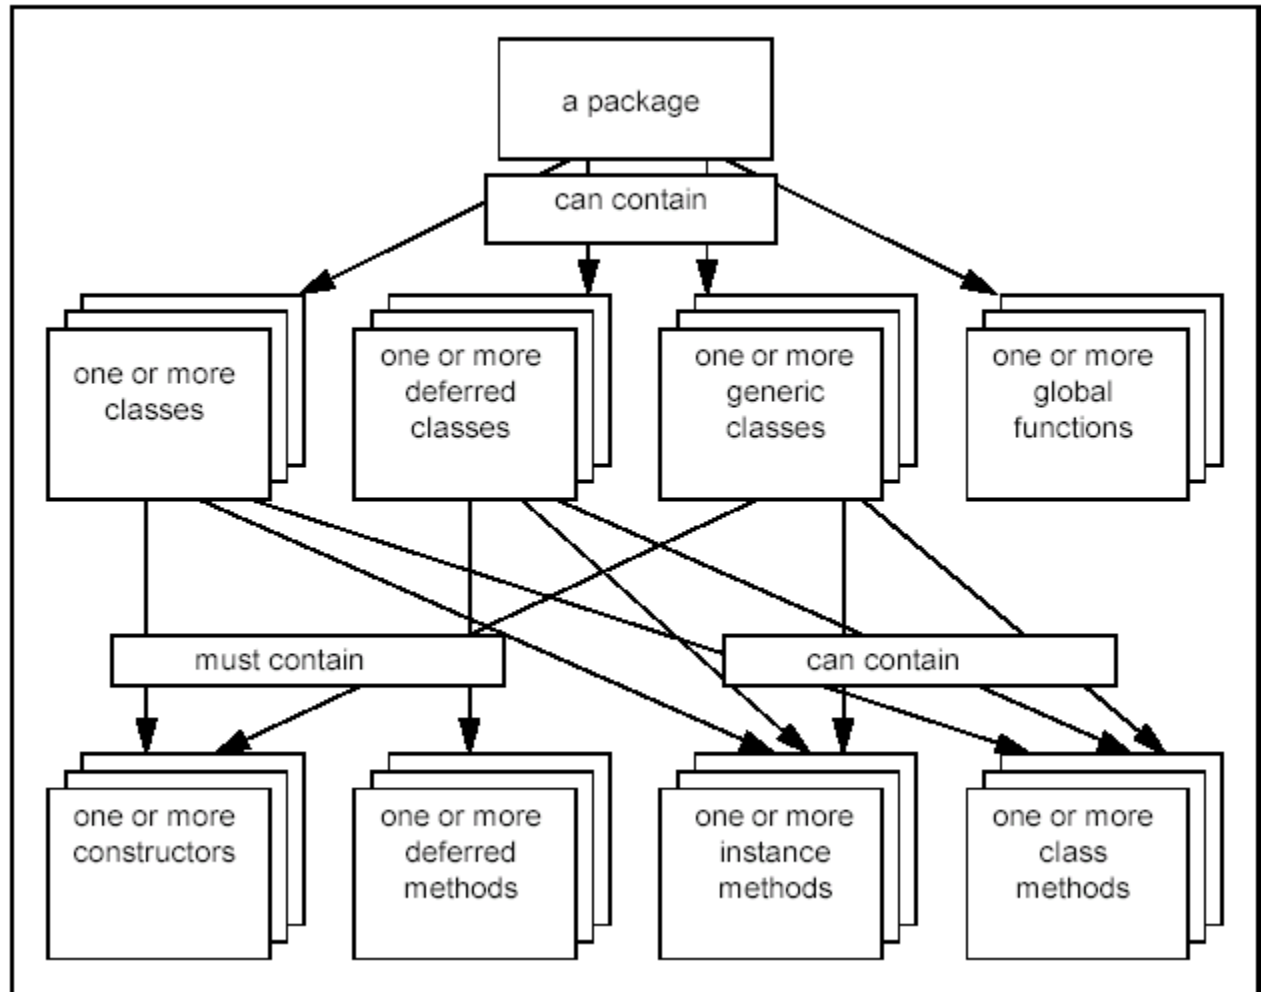 a package
can contain
one or more
classes
one or more
deferred
classes
one or more
generic
classes
one or more
global
functions
must contain
can contain
one or more
constructors
one or more
deferred
methods
one or more
instance
methods
one or more
class
methods